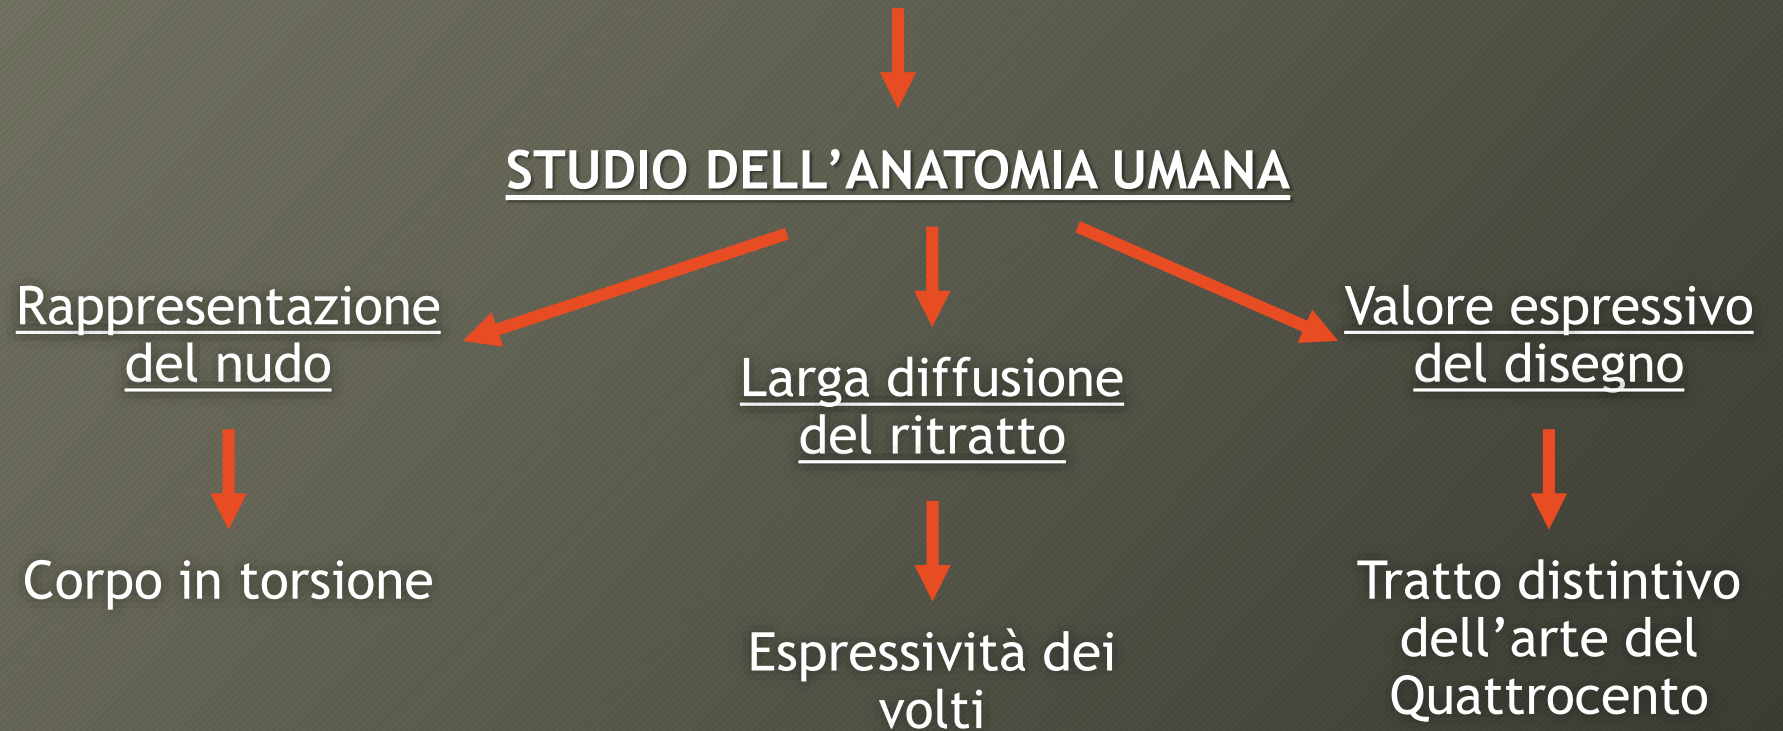 STUDIO DELL’ANATOMIA UMANA
Rappresentazione
del nudo
Corpo in torsione
Larga diffusione
del ritratto
Espressività dei
volti
Valore espressivo
del disegno
Tratto distintivo
dell’arte del
Quattrocento